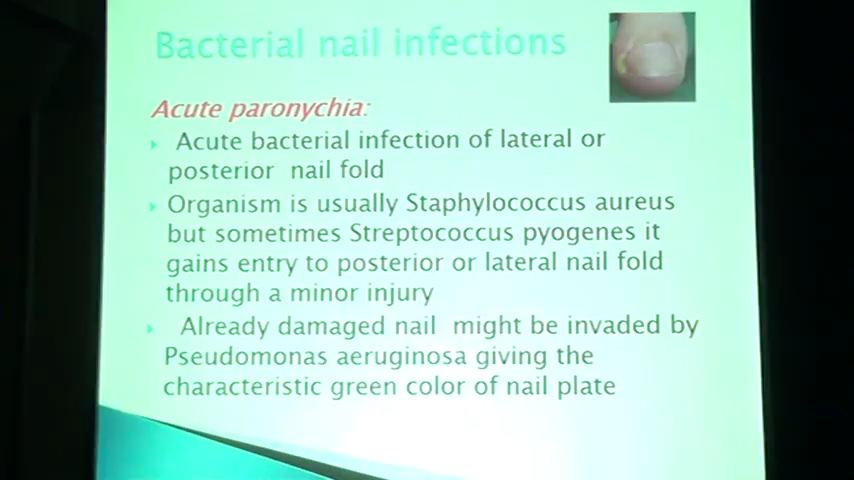 Bacterial nail infections
Acute paronychia:
Acute bacterial infection of lateral or
posterior nail fold
Organism is usually Staphylococcus aureus
but sometimes Streptococcus pyogenes it
gains entry to posterior or lateral nail fold
through a minor injury
Already damaged nail might be invaded by
Pseudomonas aeruginosa giving the
characteristic green color of nail plate